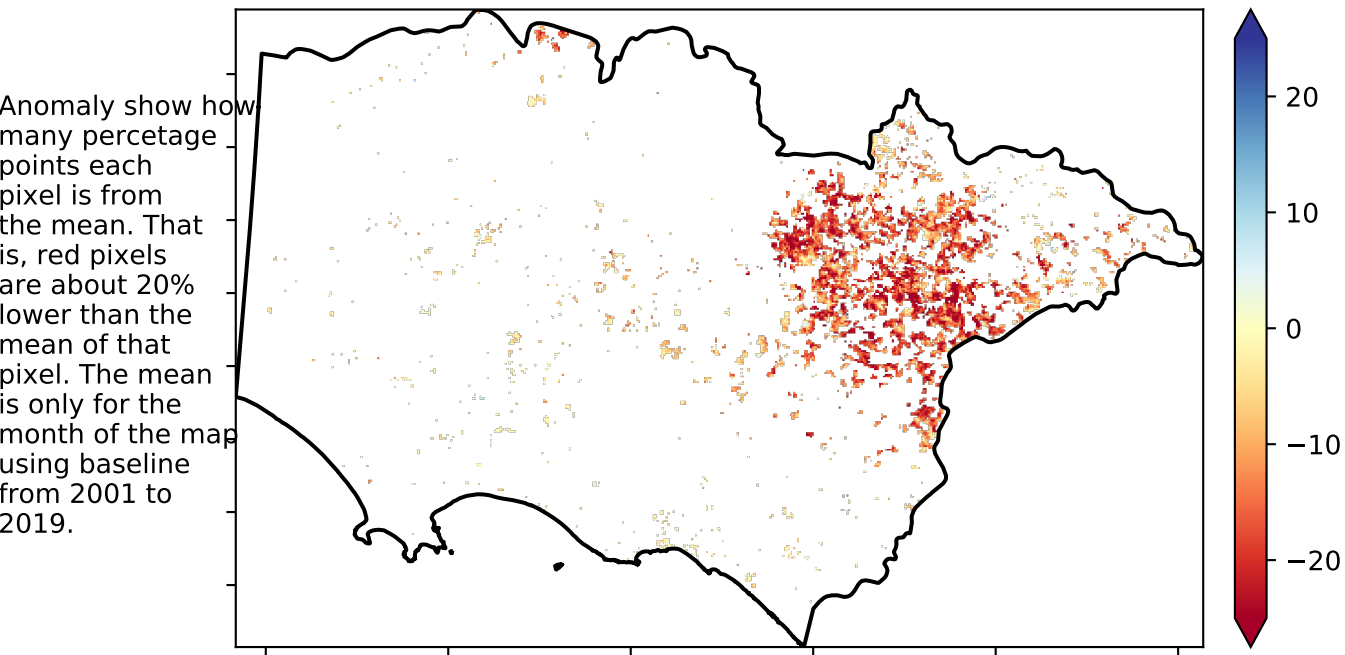 Anomaly show how
many percetage
points each
pixel is from
the mean. That
is, red pixels
are about 20%
lower than the
mean of that
pixel. The mean
is only for the
month of the map
using baseline
from 2001 to
2019.
20
10
0
−10
−20